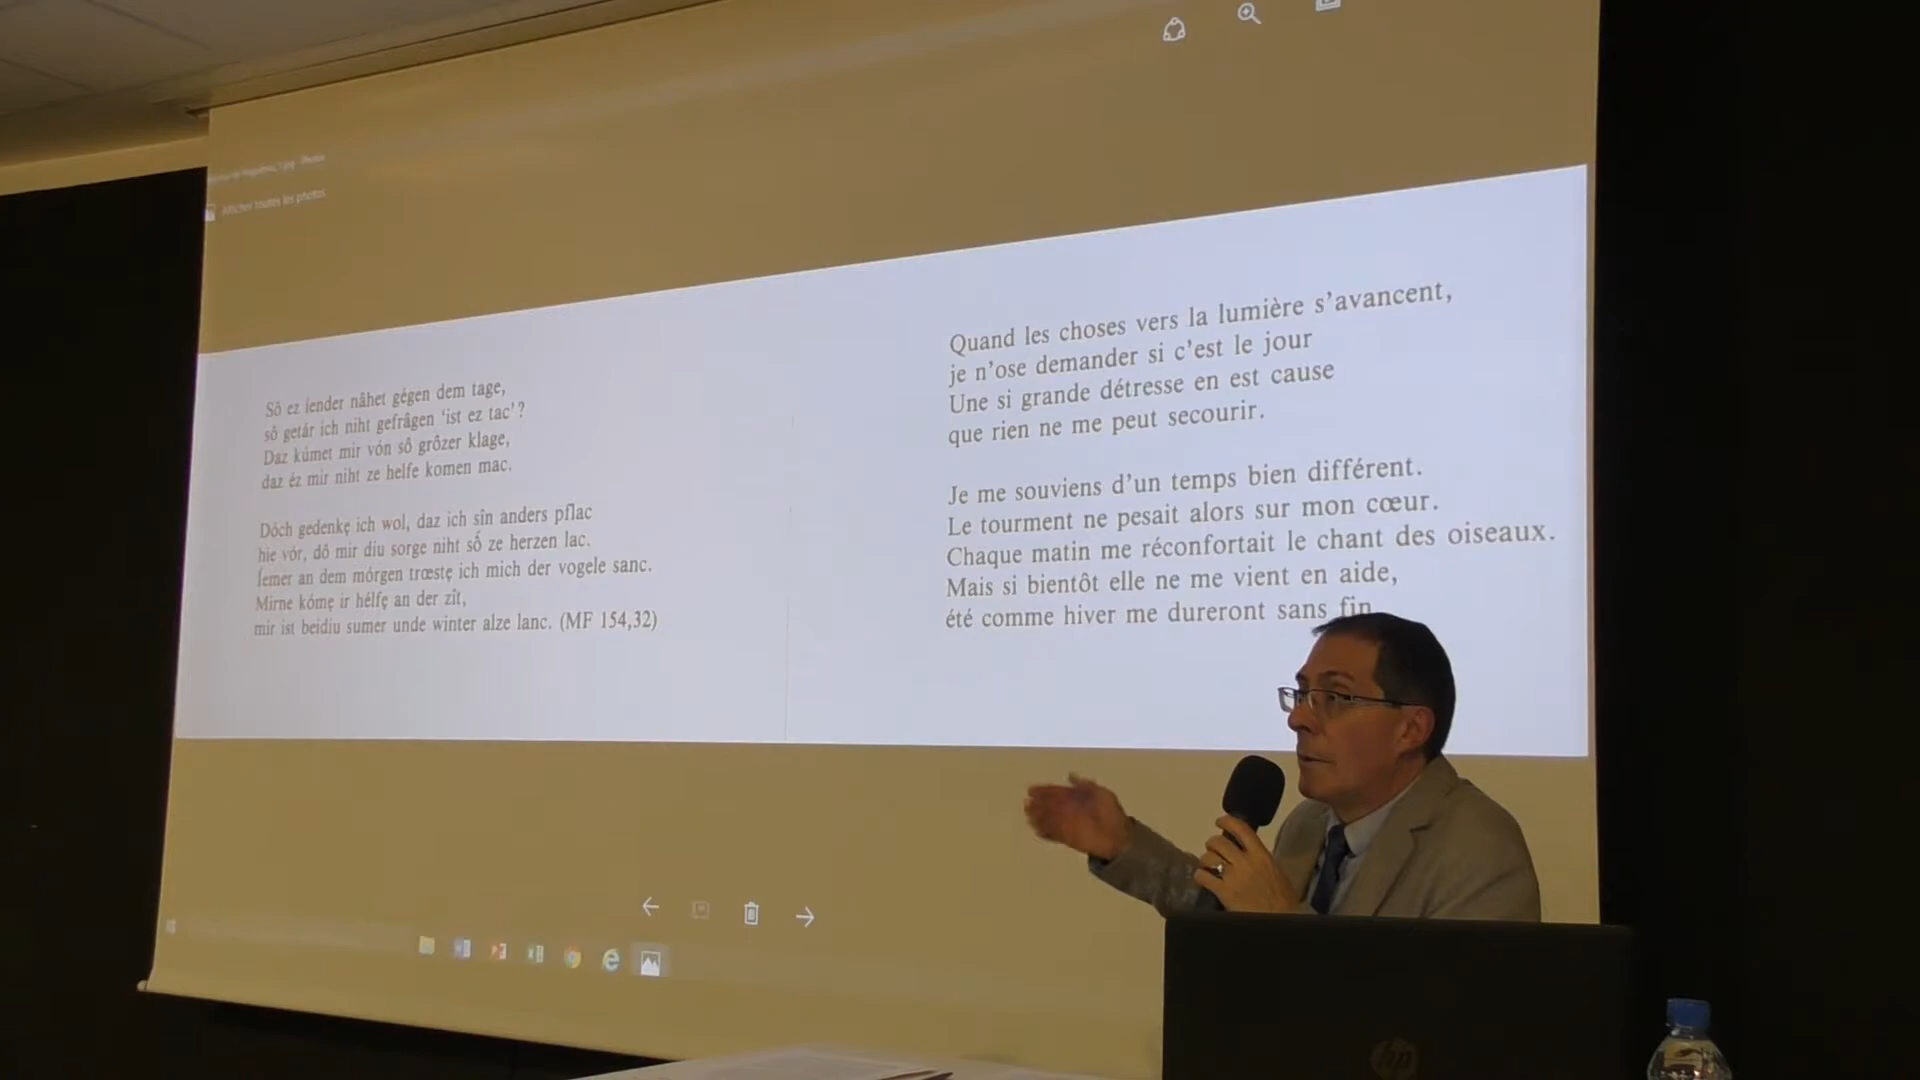 Afficher toutes les photos
Sô ez iender nâhet gégen dem tage,
sô getár ich niht gefrâgen ‘ist ez tac’?
Daz kúmet mir vón sô grôzer klage,
daz éz mir niht ze helfe komen mac.
Dóch gedenkę ich wol, daz ich sîn anders pflac
hie vór, dô mir diu sorge niht sô ze herzen lac.
Íemer an dem mórgen trœstę ich mich der vogele sanc.
Mirne kómę ir hélfę an der zît,
mir ist beidiu sumer unde winter alze lanc. (MF 154,32)
Quand les choses vers la lumière s’avancent,
je n’ose demander si c’est le jour
Une si grande détresse en est cause
que rien ne me peut secourir.
Je me souviens d’un temps bien différent.
Le tourment ne pesait alors sur mon cœur.
Chaque matin me réconfortait le chant des oiseaux.
Mais si bientôt elle ne me vient en aide,
été comme hiver me dureront sans fin
hp